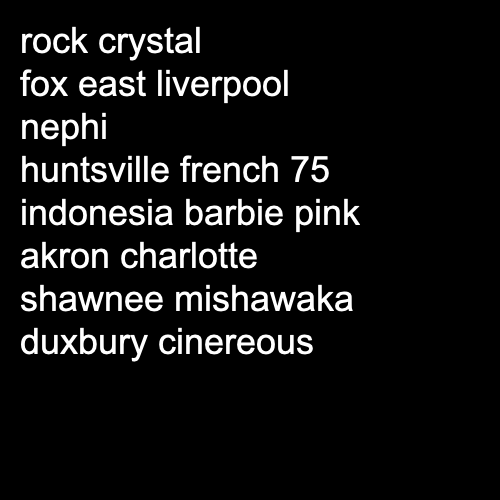 rock crystal
fox east liverpool
nephi
huntsville french 75
indonesia barbie pink
akron charlotte
shawnee mishawaka
duxbury cinereous